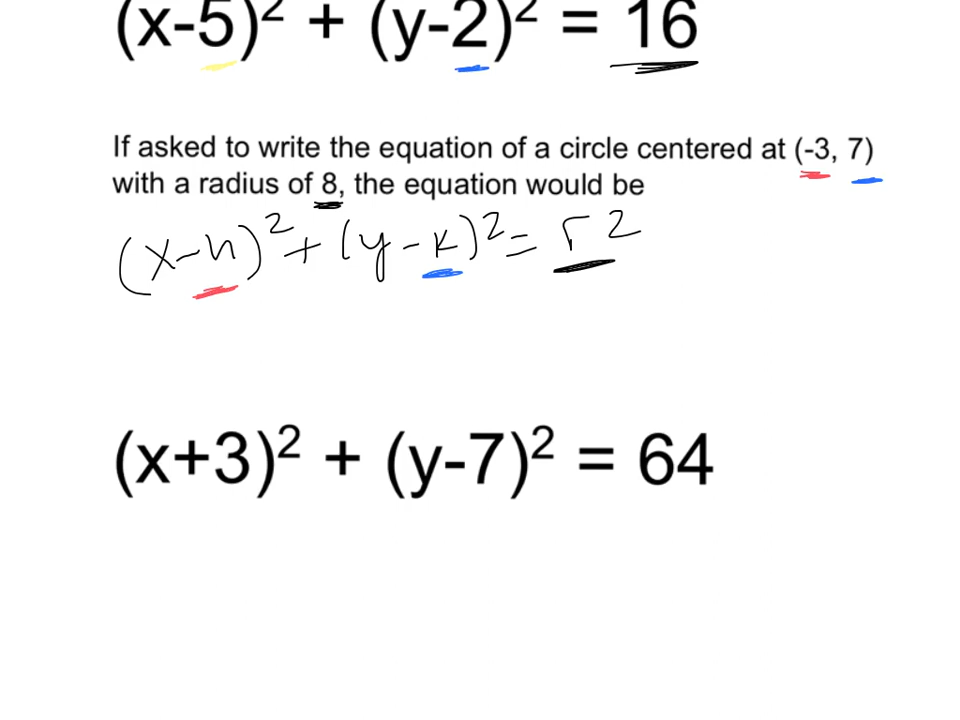 (x-5)² + (y-2)² = 16
If asked to write the equation of a circle centered at (-3, 7)
with a radius of 8, the equation would be
(x-h)² + (y-k)² = r²
(x+3)² + (y-7)² = 64